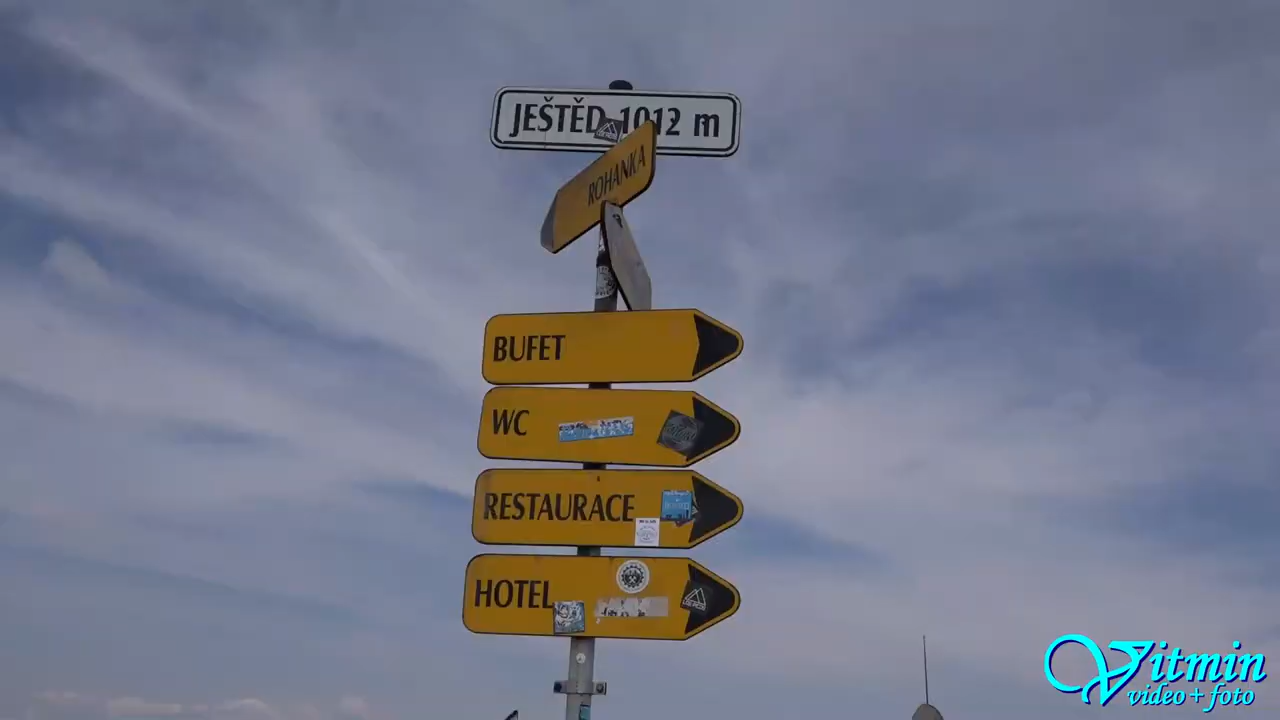 JEŠTĚD 1012 m
ROHANKA
BUFET
WC
RESTAURACE
HOTEL
Vitmin
video + foto